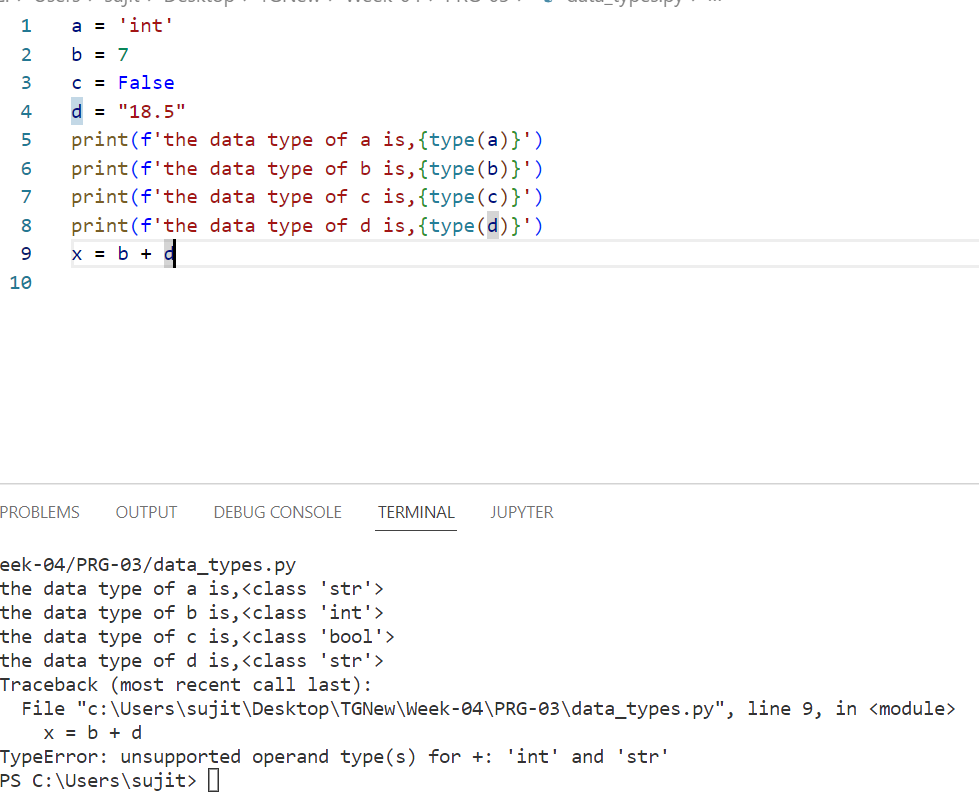 Users sujit Desktop TGNew Week-04 PRG-03 data_types.py ...
1 a = 'int'
2 b = 7
3 c = False
4 d = "18.5"
5 print(f'the data type of a is,{type(a)}')
6 print(f'the data type of b is,{type(b)}')
7 print(f'the data type of c is,{type(c)}')
8 print(f'the data type of d is,{type(d)}')
9 x = b + d
10
PROBLEMS OUTPUT DEBUG CONSOLE TERMINAL JUPYTER
eek-04/PRG-03/data_types.py
the data type of a is,<class 'str'>
the data type of b is,<class 'int'>
the data type of c is,<class 'bool'>
the data type of d is,<class 'str'>
Traceback (most recent call last):
File "c:\Users\sujit\Desktop\TGNew\Week-04\PRG-03\data_types.py", line 9, in <module>
x = b + d
TypeError: unsupported operand type(s) for +: 'int' and 'str'
PS C:\Users\sujit>